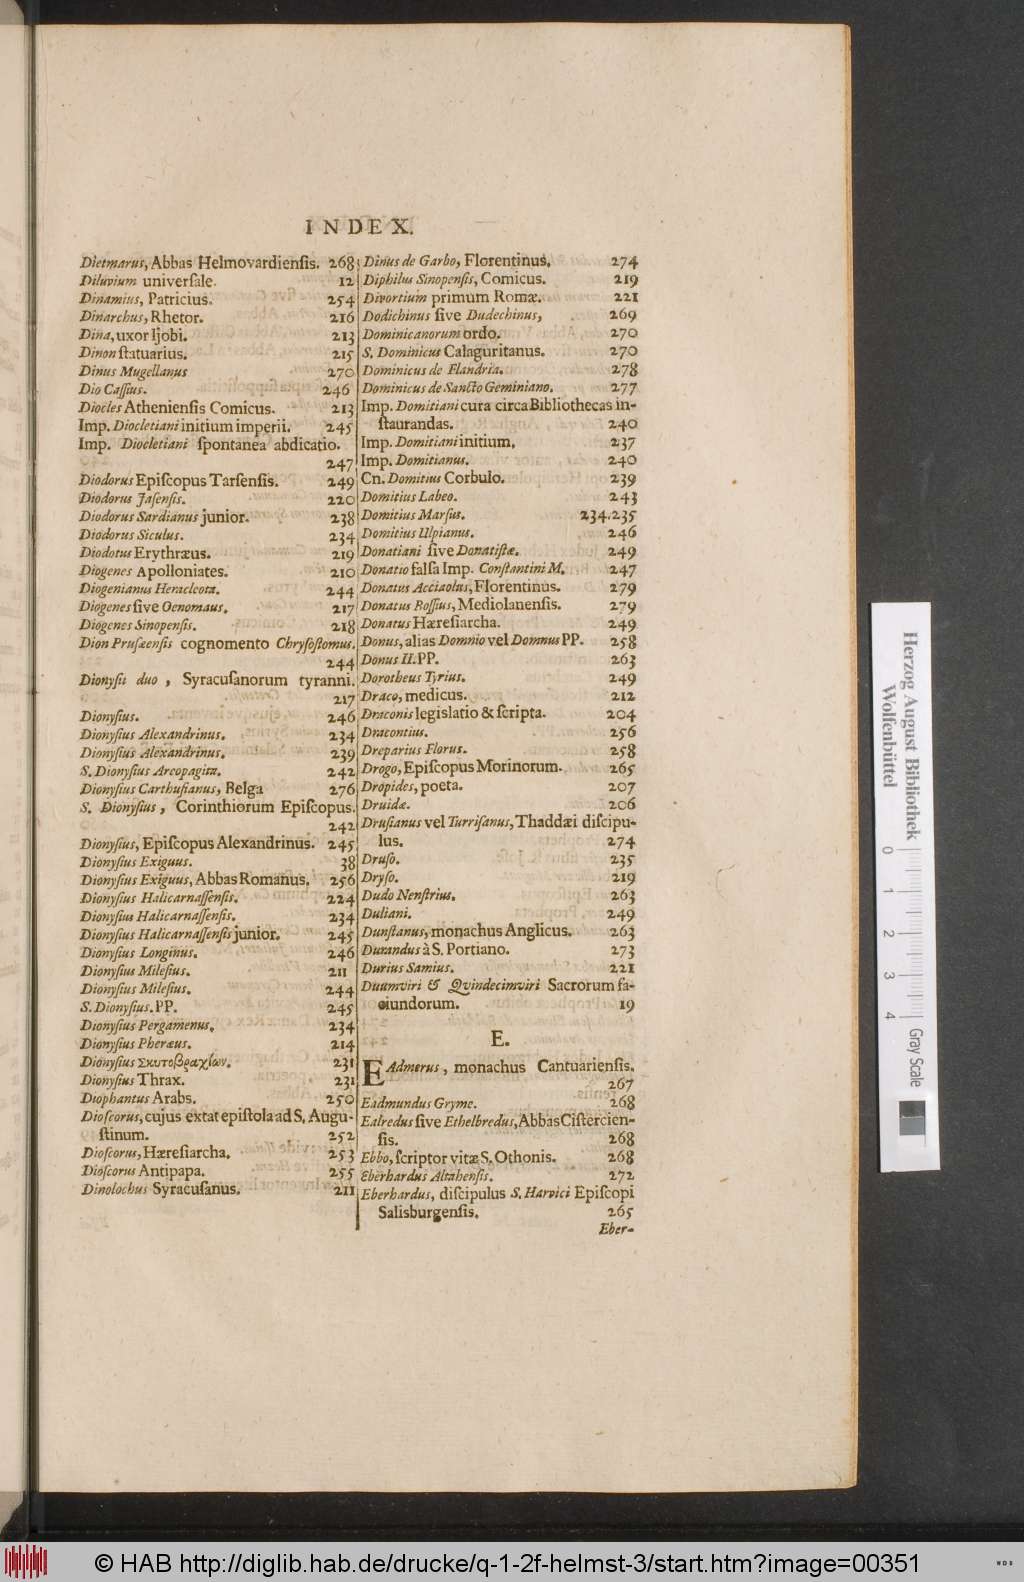 INDEX.
Dietmarus, Abbas Helmovardiensis. 268
Diluvium universale. 12
Dinamius, Patricius. 254
Dinarchus, Rhetor. 216
Dina, uxor Ijobi. 213
Dinon statuarius. 215
Dinus Mugellanus 270
Dio Cassius. 246
Diocles Atheniensis Comicus. 213
Imp. Diocletiani initium imperii. 245
Imp. Diocletiani spontanea abdicatio.
247
Diodorus Episcopus Tarsensis. 249
Diodorus Jasensis. 220
Diodorus Sardianus junior. 238
Diodorus Siculus. 234
Diodotus Erythræus. 219
Diogenes Apolloniates. 210
Diogenianus Heracleota. 244
Diogenes sive Oenomaus. 217
Diogenes Sinopensis. 218
Dion Prusæensis cognomento Chrysostomus.
244
Dionysii duo, Syracusanorum tyranni.
217
Dionysius. 246
Dionysius Alexandrinus. 234
Dionysius Alexandrinus. 239
S. Dionysius Areopagita. 242
Dionysius Carthusianus, Belga 276
S. Dionysius, Corinthiorum Episcopus.
242
Dionysius, Episcopus Alexandrinus. 245
Dionysius Exiguus. 38
Dionysius Exiguus, Abbas Romanus. 256
Dionysius Halicarnassensis. 224
Dionysius Halicarnassensis. 234
Dionysius Halicarnassensis junior. 245
Dionysius Longinus. 246
Dionysius Milesius. 211
Dionysius Milesius. 244
S. Dionysius. PP. 245
Dionysius Pergamenus. 234
Dionysius Pheræus. 214
Dionysius Σκυτοβραχίων. 231
Dionysius Thrax. 231
Diophantus Arabs. 250
Dioscorus, cujus extat epistola ad S. Augu-
stinum. 252
Dioscorus, Hæresiarcha. 253
Dioscorus Antipapa. 255
Dinolochus Syracusanus. 211
Dinus de Garbo, Florentinus. 274
Diphilus Sinopensis, Comicus. 219
Divortium primum Romæ. 221
Dodichinus sive Dudechinus, 269
Dominicanorum ordo. 270
S. Dominicus Calaguritanus. 270
Dominicus de Flandria. 278
Dominicus de Sancto Geminiano. 277
Imp. Domitiani cura circa Bibliothecas in-
staurandas. 240
Imp. Domitiani initium. 237
Imp. Domitianus. 240
Cn. Domitius Corbulo. 239
Domitius Labeo. 243
Domitius Marsus. 234.235
Domitius Ulpianus. 246
Donatiani sive Donatistæ. 249
Donatio falsa Imp. Constantini M. 247
Donatus Acciaolus, Florentinus. 279
Donatus Bossius, Mediolanensis. 279
Donatus Hæresiarcha. 249
Donus, alias Domnio vel Domnus PP. 258
Donus II. PP. 263
Dorotheus Tyrius. 249
Draco, medicus. 212
Draconis legislatio & scripta. 204
Dracontius. 256
Dreparius Florus. 258
Drogo, Episcopus Morinorum. 265
Dropides, poeta. 207
Druidæ. 206
Drusianus vel Turrisanus, Thaddæi discipu-
lus. 274
Druso. 235
Dryso. 219
Dudo Nenstrius. 263
Duliani. 249
Dunstanus, monachus Anglicus. 263
Durandus à S. Portiano. 273
Durius Samius. 221
Duumviri & Quindecimviri Sacrorum fa-
ciundorum. 19
E.
EAdmerus, monachus Cantuariensis.
267
Eadmundus Gryme. 268
Ealredus sive Ethelbredus, Abbas Cistercien-
sis. 268
Ebbo, scriptor vitæ S. Othonis. 268
Eberhardus Altahensis. 272
Eberhardus, discipulus S. Harvici Episcopi
Salisburgensis. 265
Eber-
Herzog August Bibliothek
Wolfenbüttel
0 1 2 3 4 Gray Scale
© HAB http://diglib.hab.de/drucke/q-1-2f-helmst-3/start.htm?image=00351
WDB